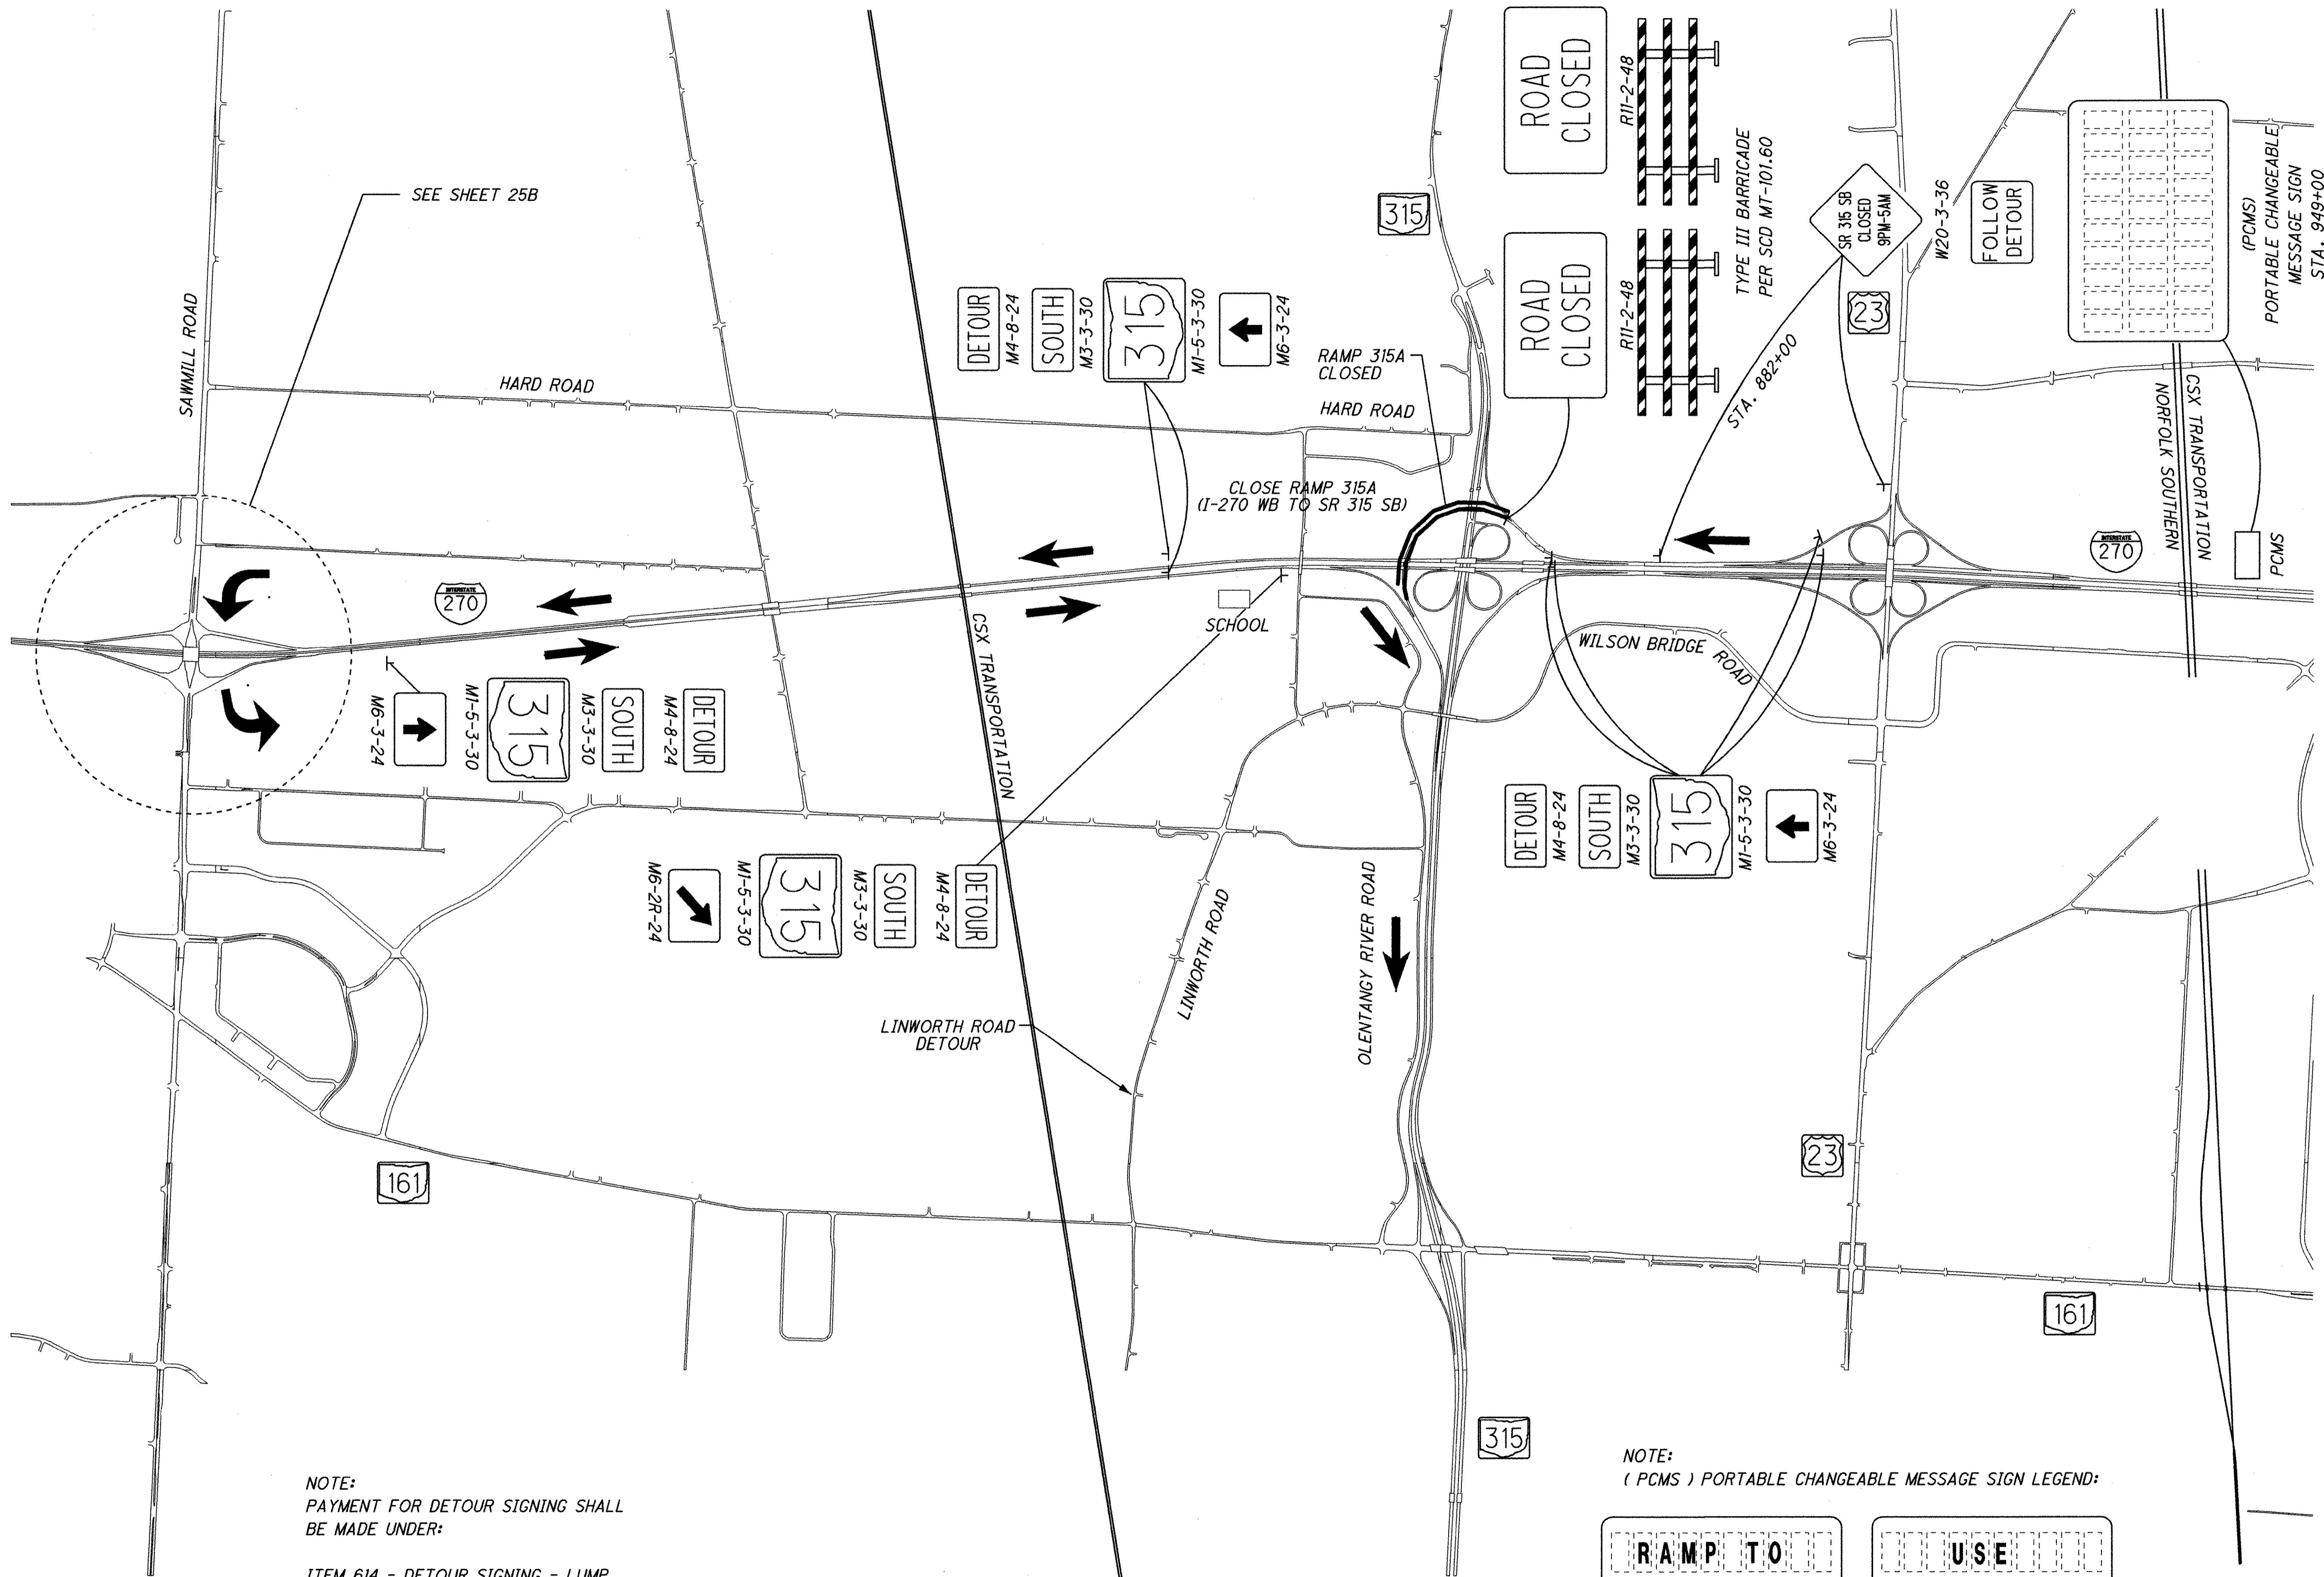 ROAD
CLOSED
R11-2-48
ROAD
CLOSED
R11-2-48
TYPE III BARRICADE
PER SCD MT-101.60
SEE SHEET 25B
315
SR 315 SB
CLOSED
9PM-5AM
W20-3-36
FOLLOW
DETOUR
(PCMS)
PORTABLE CHANGEABLE
MESSAGE SIGN
STA. 949+00
SAWMILL ROAD
DETOUR
M4-8-24
SOUTH
M3-3-30
315
M1-5-3-30
M6-3-24
23
STA. 882+00
RAMP 315A
CLOSED
HARD ROAD
HARD ROAD
CSX TRANSPORTATION
NORFOLK SOUTHERN
CLOSE RAMP 315A
(I-270 WB TO SR 315 SB)
INTERSTATE
270
PCMS
INTERSTATE
270
SCHOOL
WILSON BRIDGE ROAD
CSX TRANSPORTATION
M6-3-24
M1-5-3-30
315
M3-3-30
SOUTH
M4-8-24
DETOUR
DETOUR
M4-8-24
SOUTH
M3-3-30
315
M1-5-3-30
M6-3-24
M6-2R-24
M1-5-3-30
315
M3-3-30
SOUTH
M4-8-24
DETOUR
LINWORTH ROAD
OLENTANGY RIVER ROAD
LINWORTH ROAD
DETOUR
161
23
161
315
NOTE:
PAYMENT FOR DETOUR SIGNING SHALL
BE MADE UNDER:
ITEM 614 - DETOUR SIGNING - LUMP
NOTE:
( PCMS ) PORTABLE CHANGEABLE MESSAGE SIGN LEGEND:
RAMP TO
USE